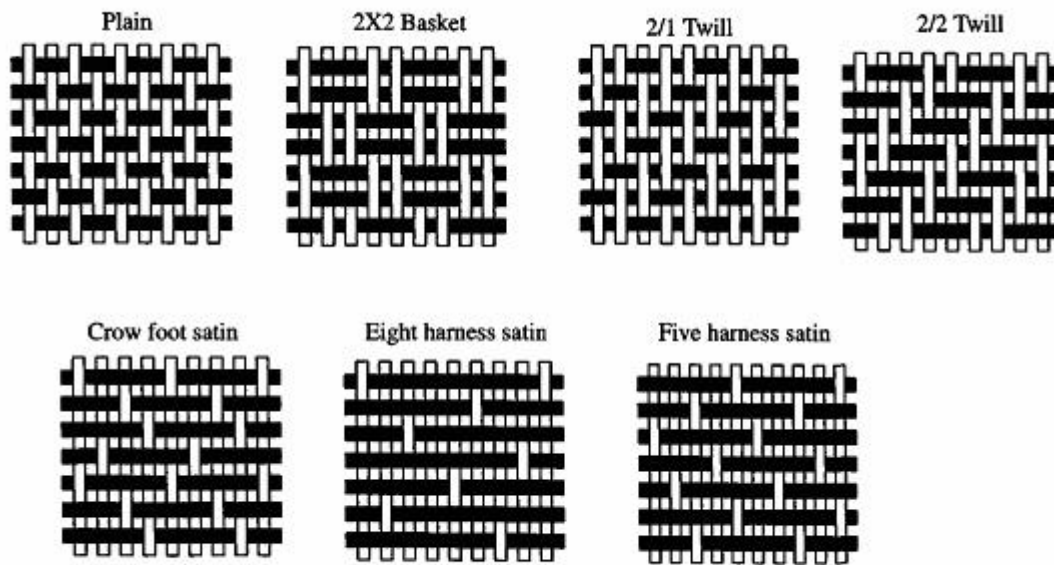 Plain
2X2 Basket
2/1 Twill
2/2 Twill
Crow foot satin
Eight harness satin
Five harness satin